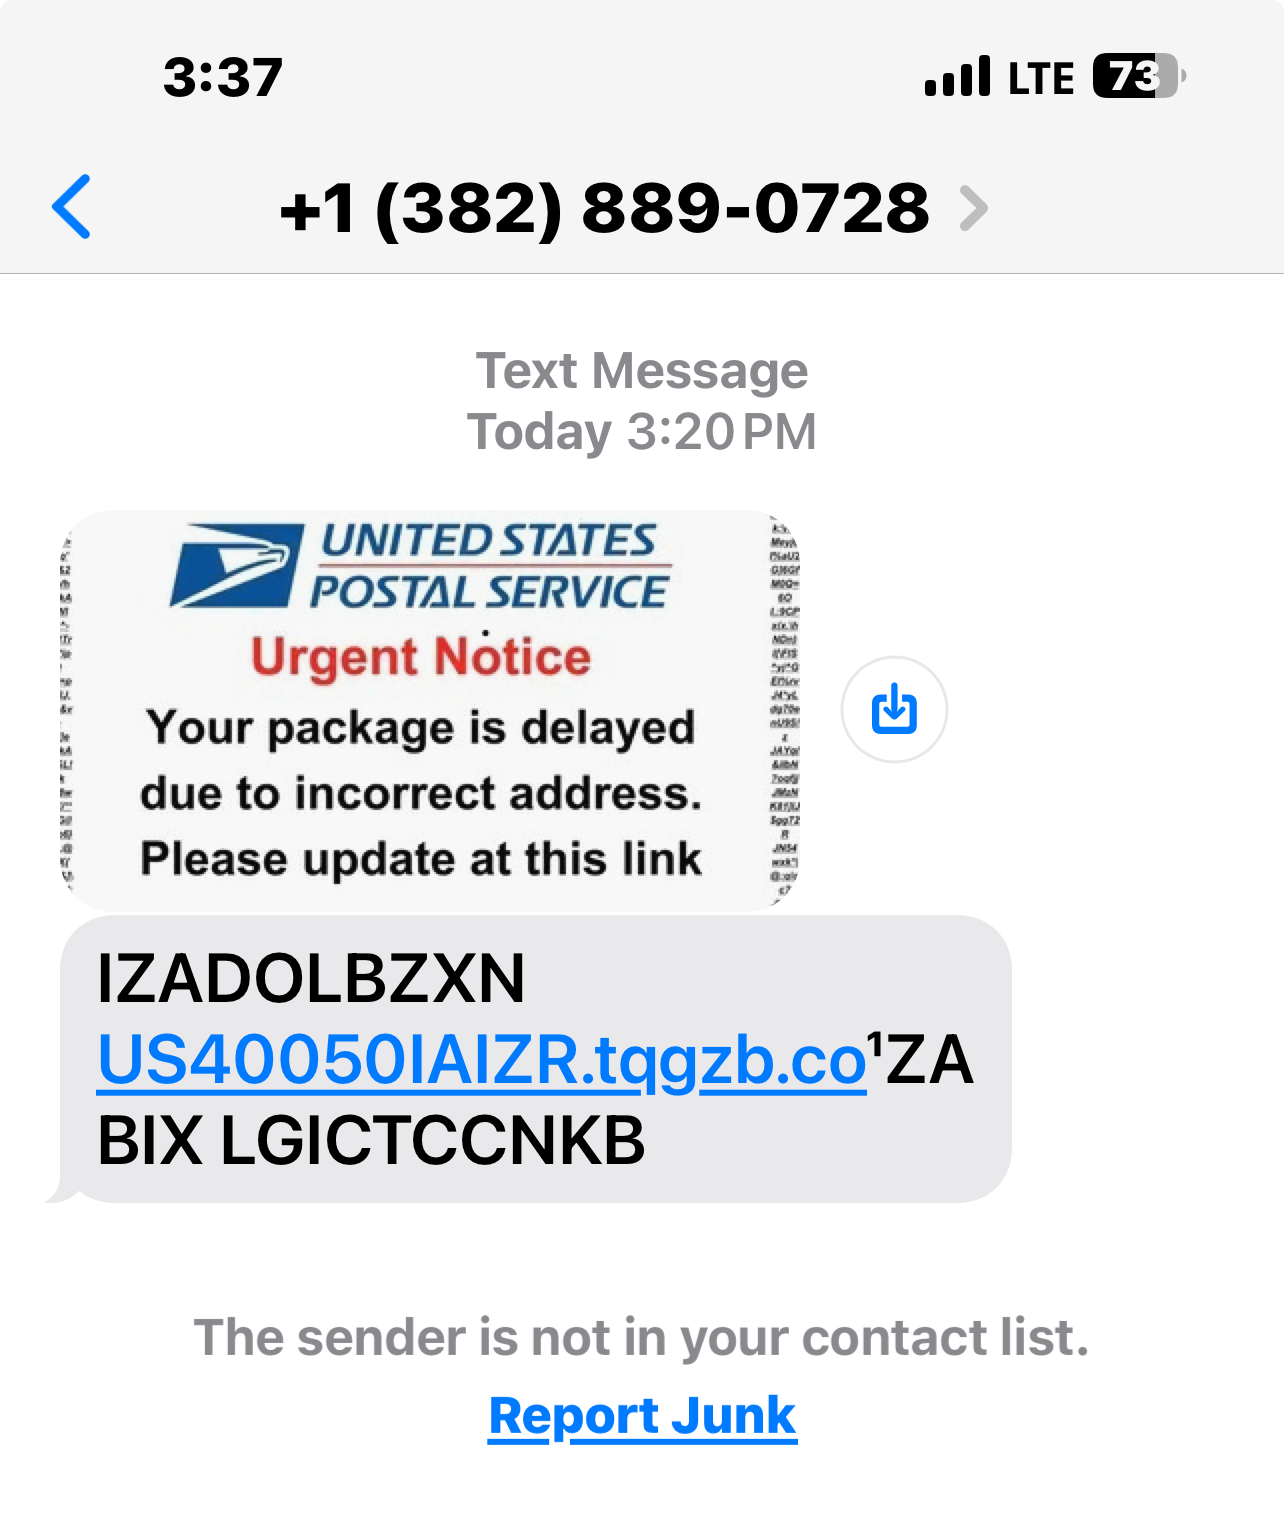 3:37
LTE 73
+1 (382) 889-0728
Text Message
Today 3:20 PM
UNITED STATES
POSTAL SERVICE
Urgent Notice
Your package is delayed
due to incorrect address.
Please update at this link
IZADOLBZXN
US40050IAIZR.tqgzb.co¹ZA
BIX LGICTCCNKB
The sender is not in your contact list.
Report Junk